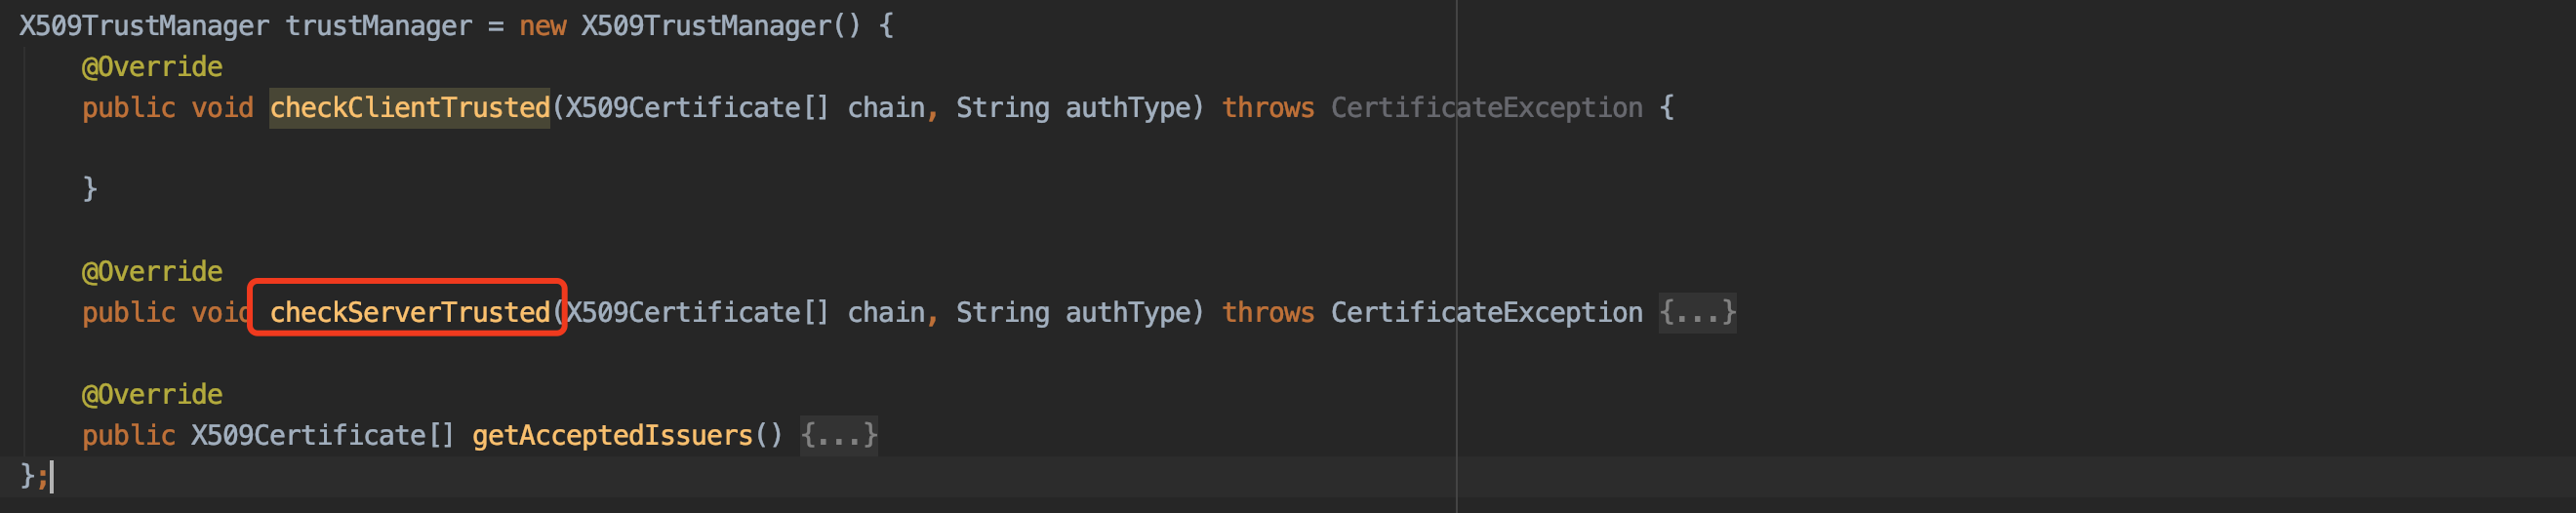 X509TrustManager trustManager = new X509TrustManager() {
@Override
public void checkClientTrusted(X509Certificate[] chain, String authType) throws CertificateException {
}
@Override
public void checkServerTrusted(X509Certificate[] chain, String authType) throws CertificateException {...}
@Override
public X509Certificate[] getAcceptedIssuers() {...}
};